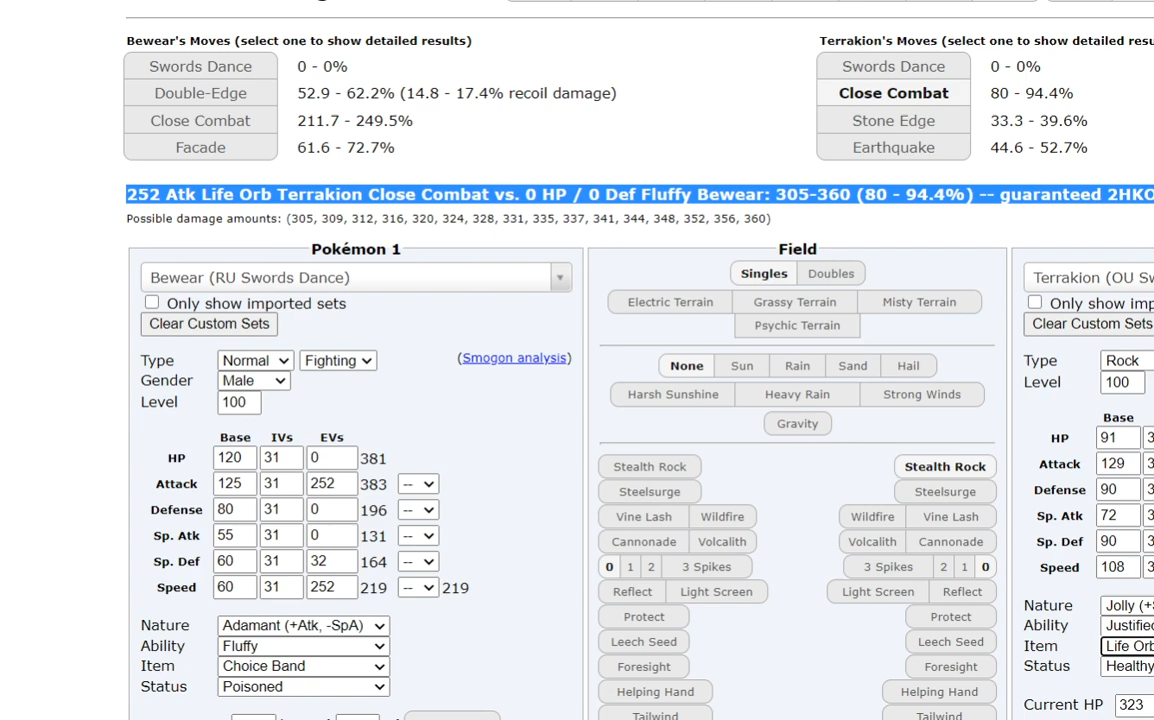 Bewear's Moves (select one to show detailed results)
Swords Dance 0 - 0%
Double-Edge 52.9 - 62.2% (14.8 - 17.4% recoil damage)
Close Combat 211.7 - 249.5%
Facade 61.6 - 72.7%
Terrakion's Moves (select one to show detailed resu
Swords Dance 0 - 0%
Close Combat 80 - 94.4%
Stone Edge 33.3 - 39.6%
Earthquake 44.6 - 52.7%
252 Atk Life Orb Terrakion Close Combat vs. 0 HP / 0 Def Fluffy Bewear: 305-360 (80 - 94.4%) -- guaranteed 2HKO
Possible damage amounts: (305, 309, 312, 316, 320, 324, 328, 331, 335, 337, 341, 344, 348, 352, 356, 360)
Pokémon 1
Bewear (RU Swords Dance)
Only show imported sets
Clear Custom Sets
Type Normal Fighting (Smogon analysis)
Gender Male
Level 100
Base IVs EVs
HP 120 31 0 381
Attack 125 31 252 383 --
Defense 80 31 0 196 --
Sp. Atk 55 31 0 131 --
Sp. Def 60 31 32 164 --
Speed 60 31 252 219 -- 219
Nature Adamant (+Atk, -SpA)
Ability Fluffy
Item Choice Band
Status Poisoned
Field
Singles Doubles
Electric Terrain Grassy Terrain Misty Terrain
Psychic Terrain
None Sun Rain Sand Hail
Harsh Sunshine Heavy Rain Strong Winds
Gravity
Stealth Rock Stealth Rock
Steelsurge Steelsurge
Vine Lash Wildfire Wildfire Vine Lash
Cannonade Volcalith Volcalith Cannonade
0 1 2 3 Spikes 3 Spikes 2 1 0
Reflect Light Screen Light Screen Reflect
Protect Protect
Leech Seed Leech Seed
Foresight Foresight
Helping Hand Helping Hand
Tailwind Tailwind
Terrakion (OU Sw
Only show imp
Clear Custom Sets
Type Rock
Level 100
Base
HP 91 3
Attack 129 3
Defense 90 3
Sp. Atk 72 3
Sp. Def 90 3
Speed 108 3
Nature Jolly (+S
Ability Justified
Item Life Orb
Status Healthy
Current HP 323